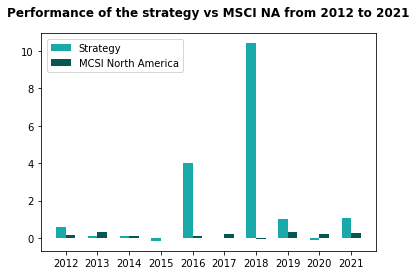 Performance of the strategy vs MSCI NA from 2012 to 2021
Strategy
MCSI North America
10
8
6
4
2
0
2012 2013 2014 2015 2016 2017 2018 2019 2020 2021